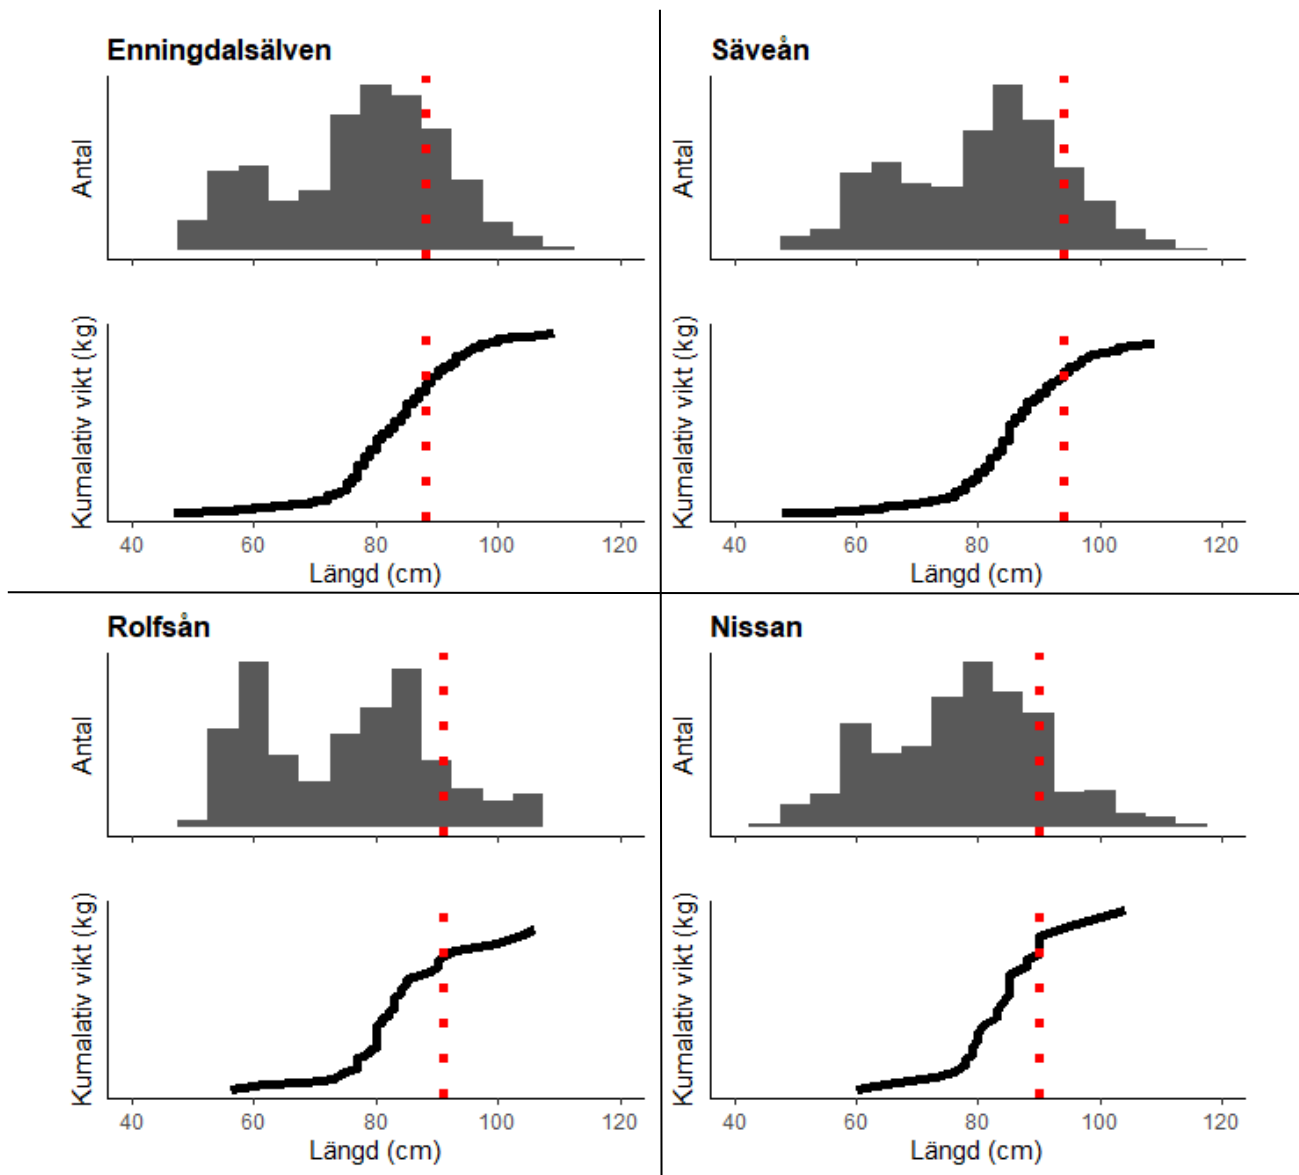 Enningdalsälven
Antal
Kumalativ vikt (kg)
40 60 80 100 120
Längd (cm)
Säveån
Antal
Kumalativ vikt (kg)
40 60 80 100 120
Längd (cm)
Rolfsån
Antal
Kumalativ vikt (kg)
40 60 80 100 120
Längd (cm)
Nissan
Antal
Kumalativ vikt (kg)
40 60 80 100 120
Längd (cm)